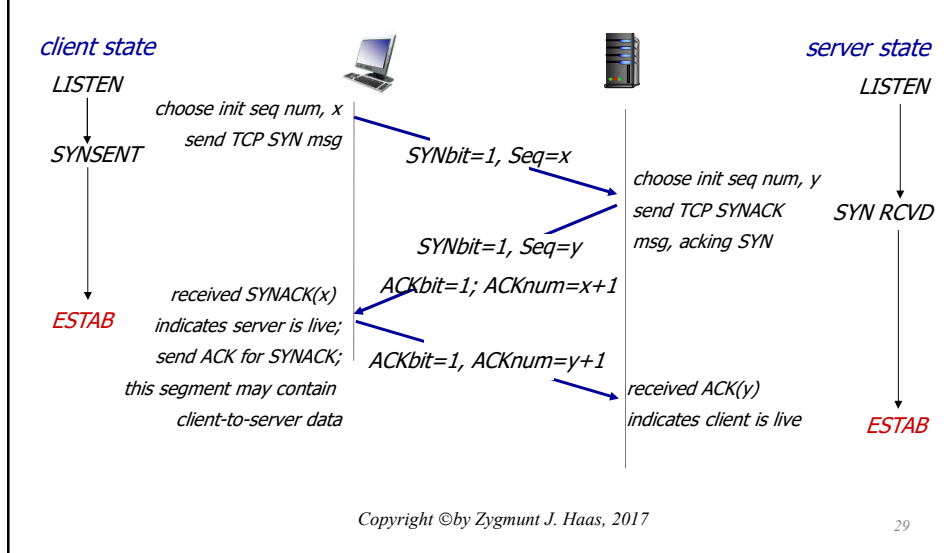 client state
server state
LISTEN
LISTEN
choose init seq num, x
send TCP SYN msg
SYNSENT
SYNbit=1, Seq=x
choose init seq num, y
send TCP SYNACK
msg, acking SYN
SYN RCVD
SYNbit=1, Seq=y
ACKbit=1; ACKnum=x+1
received SYNACK(x)
indicates server is live;
send ACK for SYNACK;
this segment may contain
client-to-server data
ESTAB
ACKbit=1, ACKnum=y+1
received ACK(y)
indicates client is live
ESTAB
Copyright ©by Zygmunt J. Haas, 2017
29